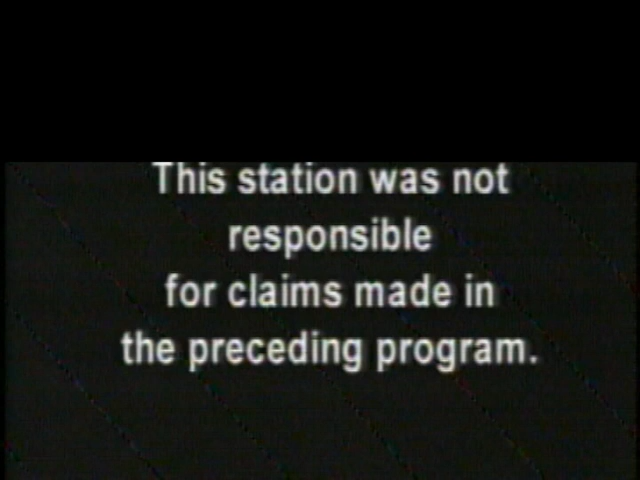 This station was not
responsible
for claims made in
the preceding program.